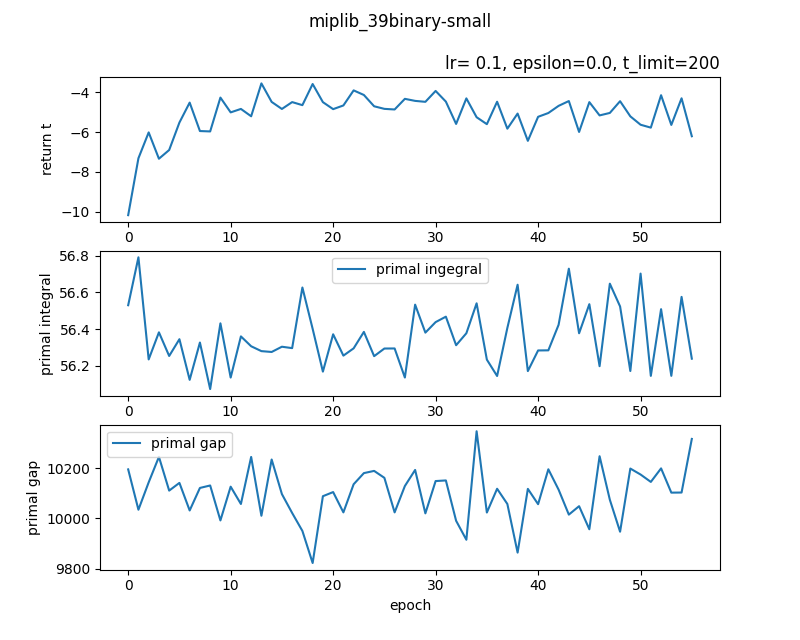 miplib_39binary-small
lr= 0.1, epsilon=0.0, t_limit=200
−4
−6
−8
−10
return t
0 10 20 30 40 50
primal ingegral
56.8
56.6
56.4
56.2
primal integral
0 10 20 30 40 50
primal gap
10200
10000
9800
primal gap
0 10 20 30 40 50
epoch